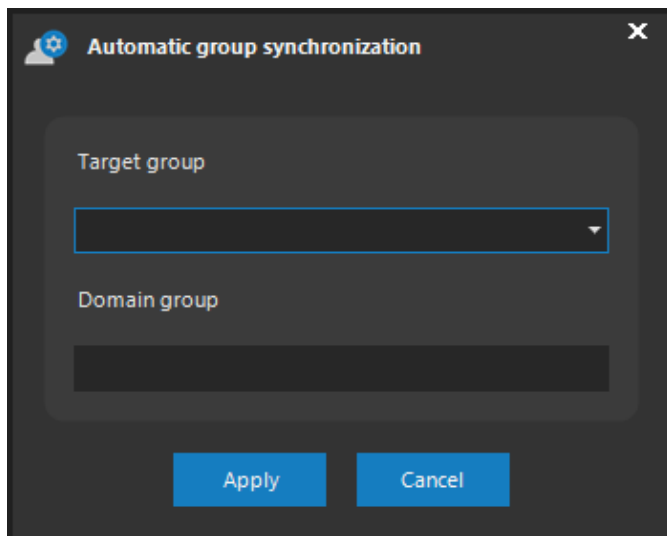 Automatic group synchronization
Target group
Domain group
Apply
Cancel